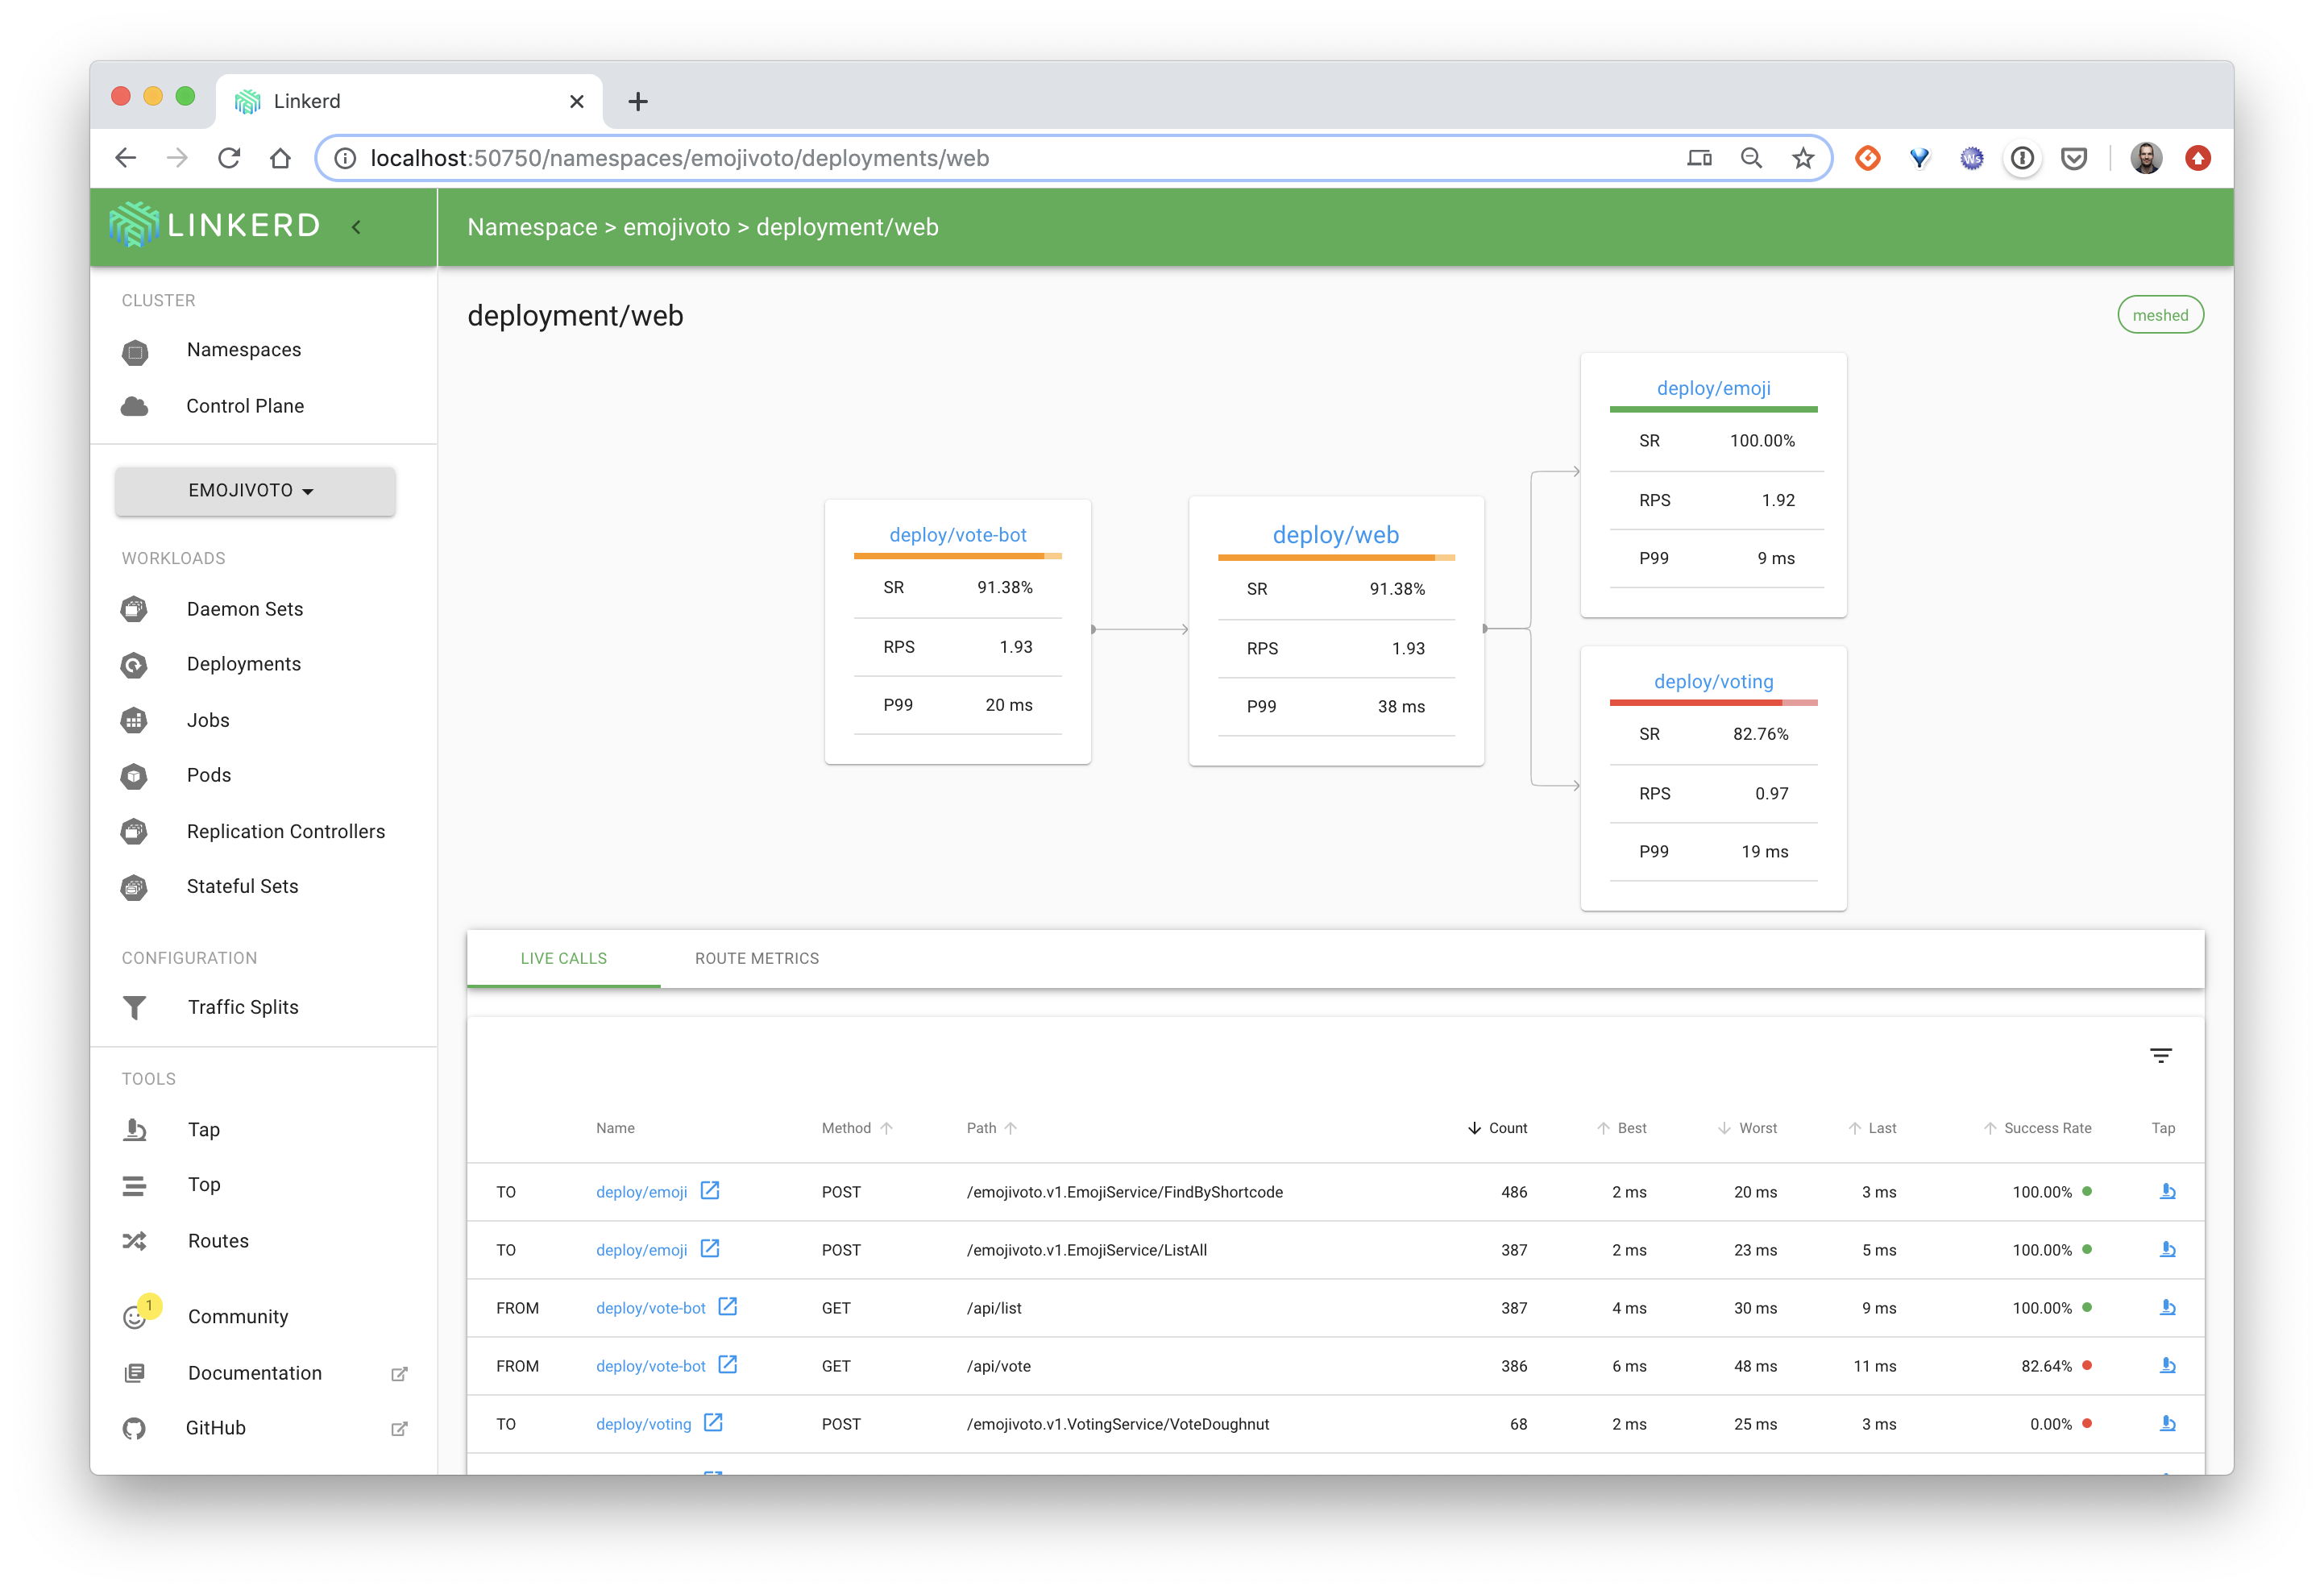 Linkerd
localhost:50750/namespaces/emojivoto/deployments/web
Ws
LINKERD
Namespace > emojivoto > deployment/web
CLUSTER
Namespaces
Control Plane
EMOJIVOTO
WORKLOADS
Daemon Sets
Deployments
Jobs
Pods
Replication Controllers
Stateful Sets
CONFIGURATION
Traffic Splits
TOOLS
Tap
Top
Routes
1
Community
Documentation
GitHub
deployment/web
meshed
deploy/vote-bot
SR 91.38%
RPS 1.93
P99 20 ms
deploy/web
SR 91.38%
RPS 1.93
P99 38 ms
deploy/emoji
SR 100.00%
RPS 1.92
P99 9 ms
deploy/voting
SR 82.76%
RPS 0.97
P99 19 ms
LIVE CALLS ROUTE METRICS
Name Method Path Count Best Worst Last Success Rate Tap
TO deploy/emoji POST /emojivoto.v1.EmojiService/FindByShortcode 486 2 ms 20 ms 3 ms 100.00%
TO deploy/emoji POST /emojivoto.v1.EmojiService/ListAll 387 2 ms 23 ms 5 ms 100.00%
FROM deploy/vote-bot GET /api/list 387 4 ms 30 ms 9 ms 100.00%
FROM deploy/vote-bot GET /api/vote 386 6 ms 48 ms 11 ms 82.64%
TO deploy/voting POST /emojivoto.v1.VotingService/VoteDoughnut 68 2 ms 25 ms 3 ms 0.00%